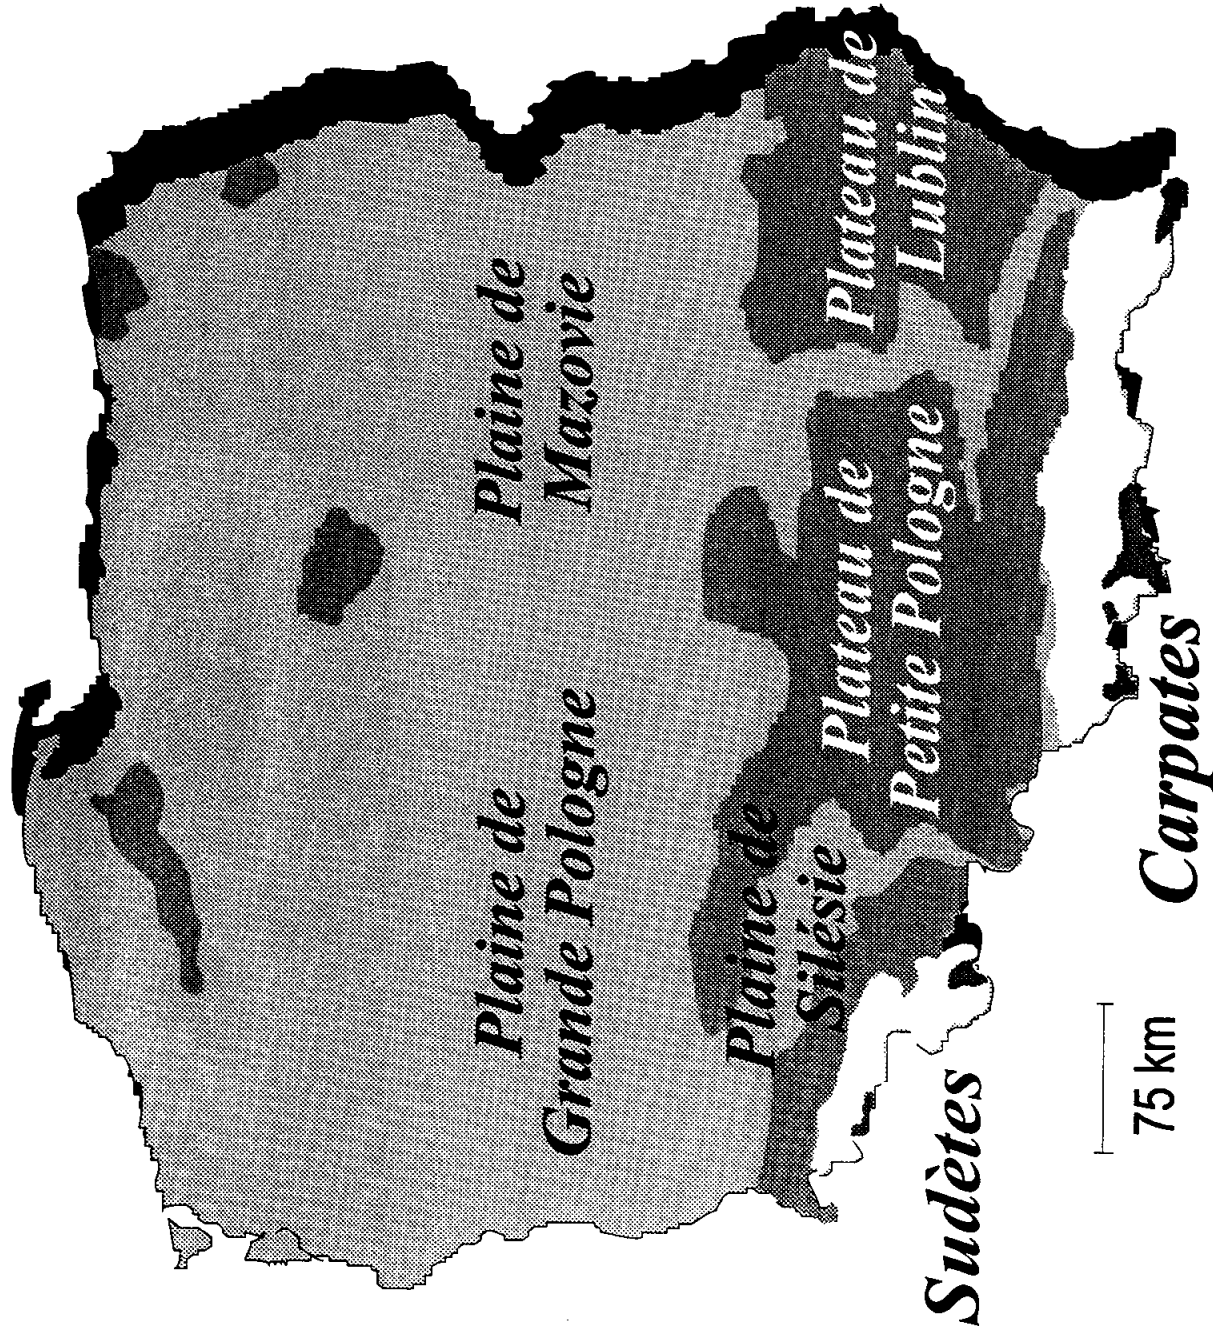 Plaine de
Grande Pologne
Plaine de
Mazovie
Plaine de
Silésie
Plateau de
Petite Pologne
Plateau de
Lublin
Sudètes
Carpates
75 km